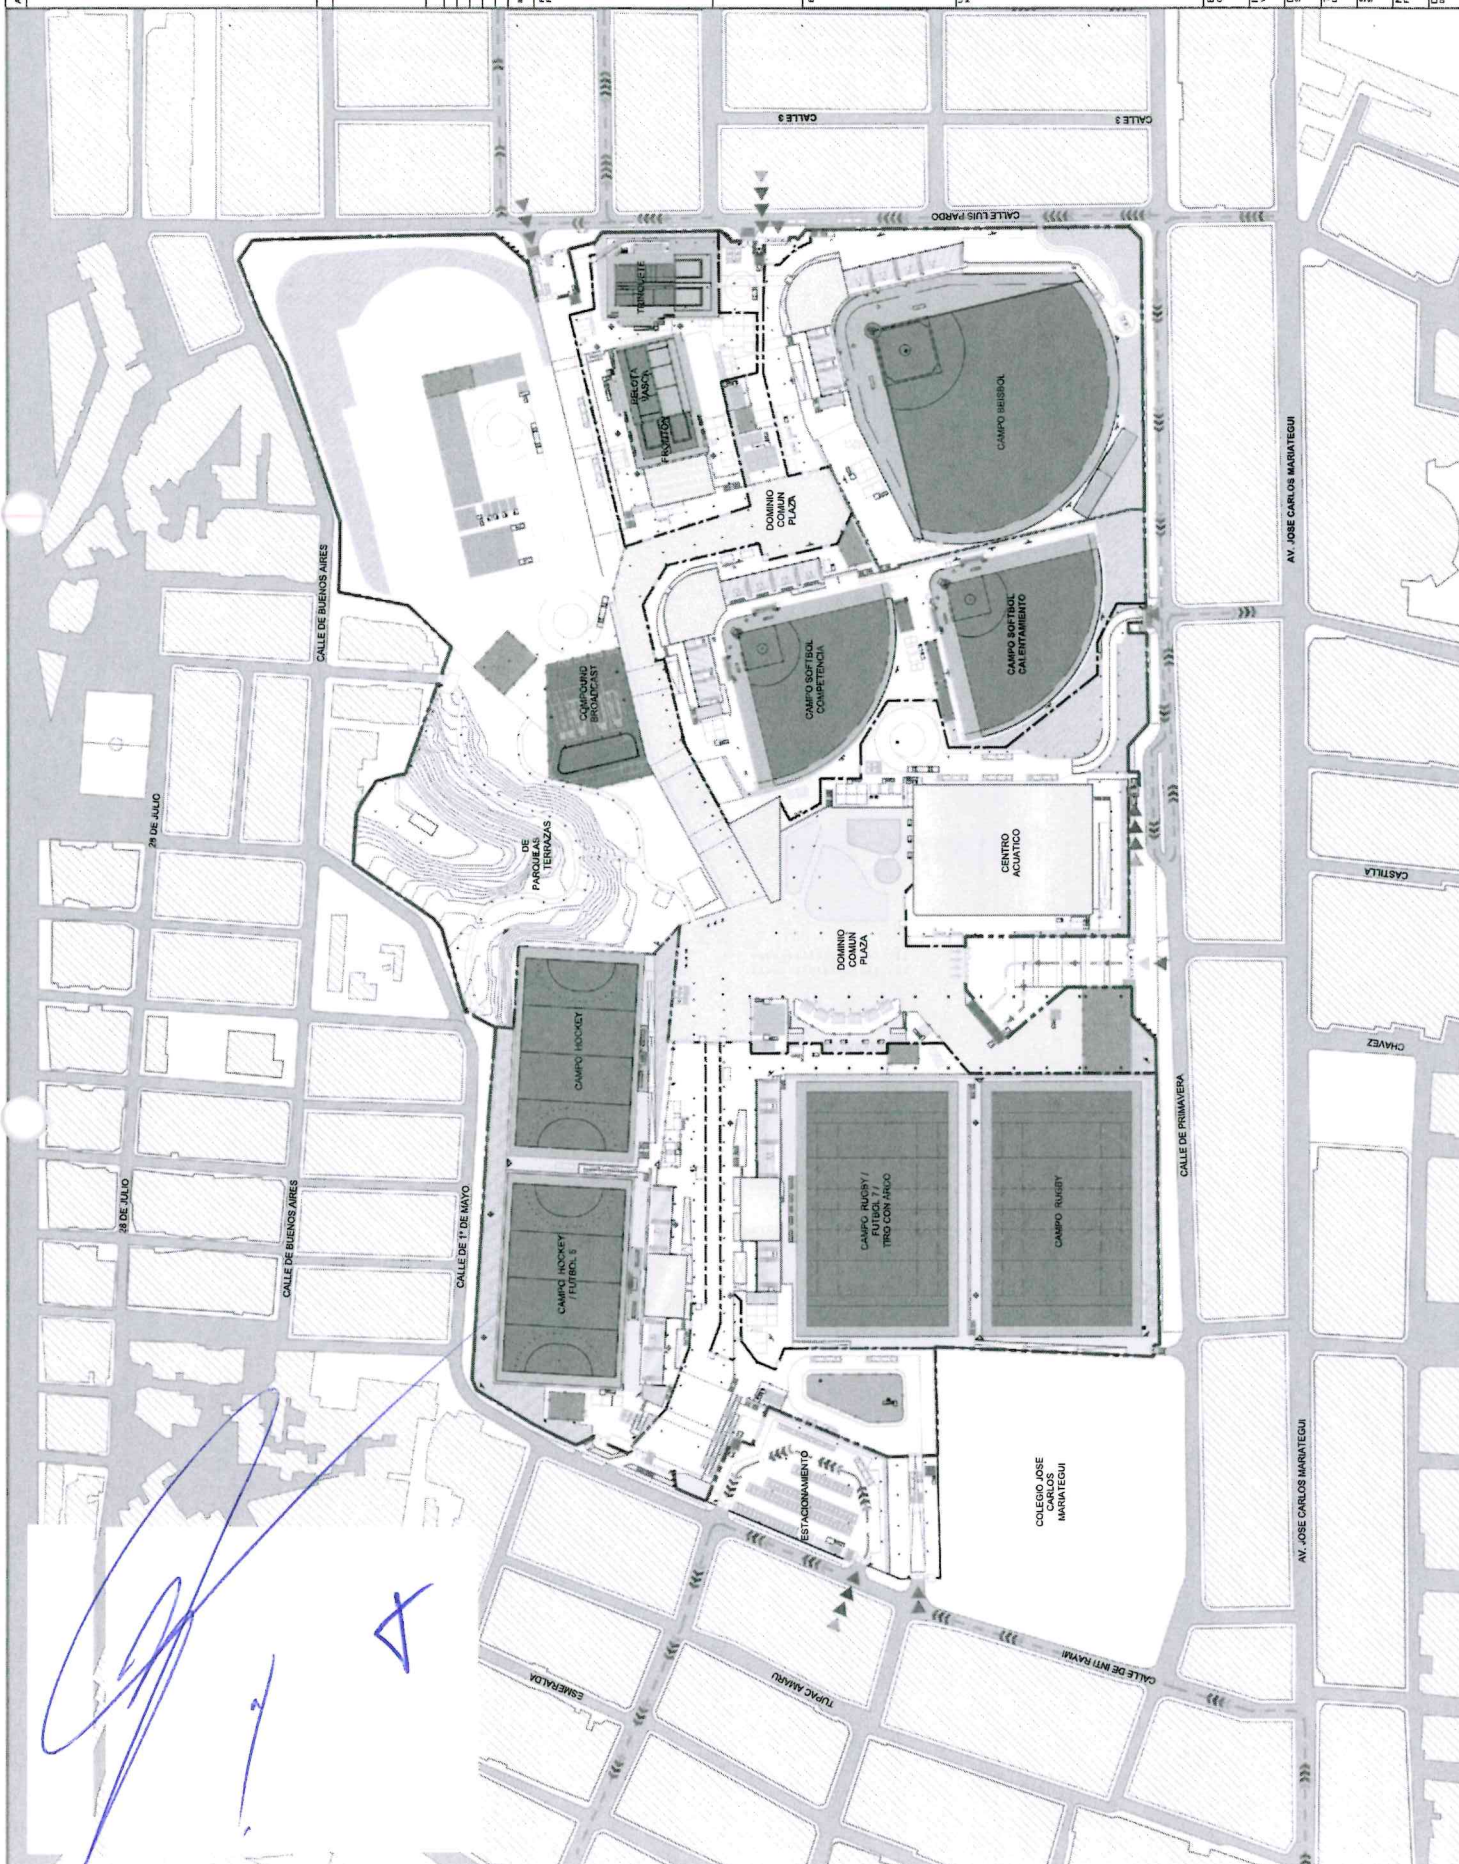 CALLE 3
CALLE 3
CALLE LUIS PARDO
TRINQUETE
PELOTA
VASCA
FRONTON
CAMPO BEISBOL
AV. JOSE CARLOS MARIATEGUI
DOMINIO
COMUN
PLAZA
CALLE DE BUENOS AIRES
COMPOUND
BROADCAST
CAMPO SOFTBOL
COMPETENCIA
CAMPO SOFTBOL
CALENTAMIENTO
28 DE JULIO
DE
PARQUEAS
TERRAZAS
CENTRO
ACUATICO
CASTILLA
DOMINIO
COMUN
PLAZA
CAMPO HOCKEY
CHAVEZ
CALLE DE PRIMAVERA
28 DE JULIO
CALLE DE BUENOS AIRES
CALLE DE 1° DE MAYO
CAMPO HOCKEY
/ FUTBOL 5
CAMPO RUGBY /
FUTBOL 7 /
TIRO CON ARCO
CAMPO RUGBY
ESTACIONAMIENTO
COLEGIO JOSE
CARLOS
MARIATEGUI
AV. JOSE CARLOS MARIATEGUI
ESMERALDA
TUPAC AMARU
CALLE DE INTI RAYMI